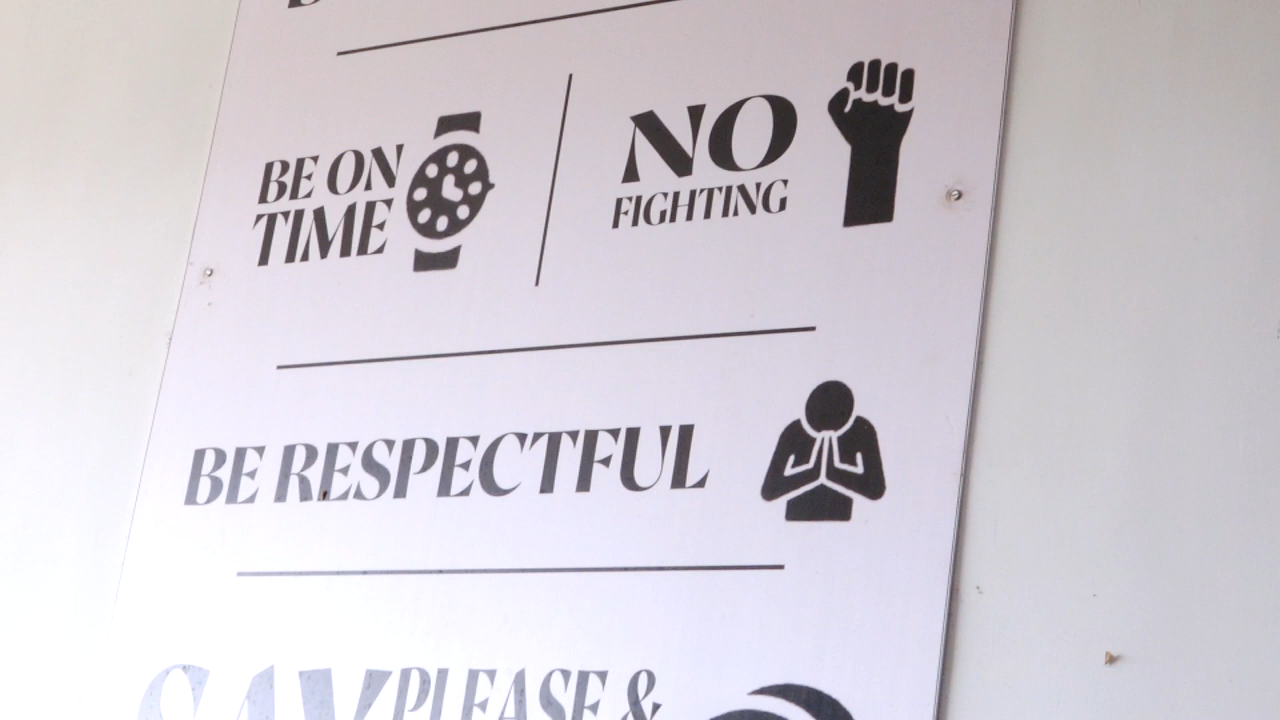 BE ON
TIME
NO
FIGHTING
BE RESPECTFUL
SAY PLEASE &